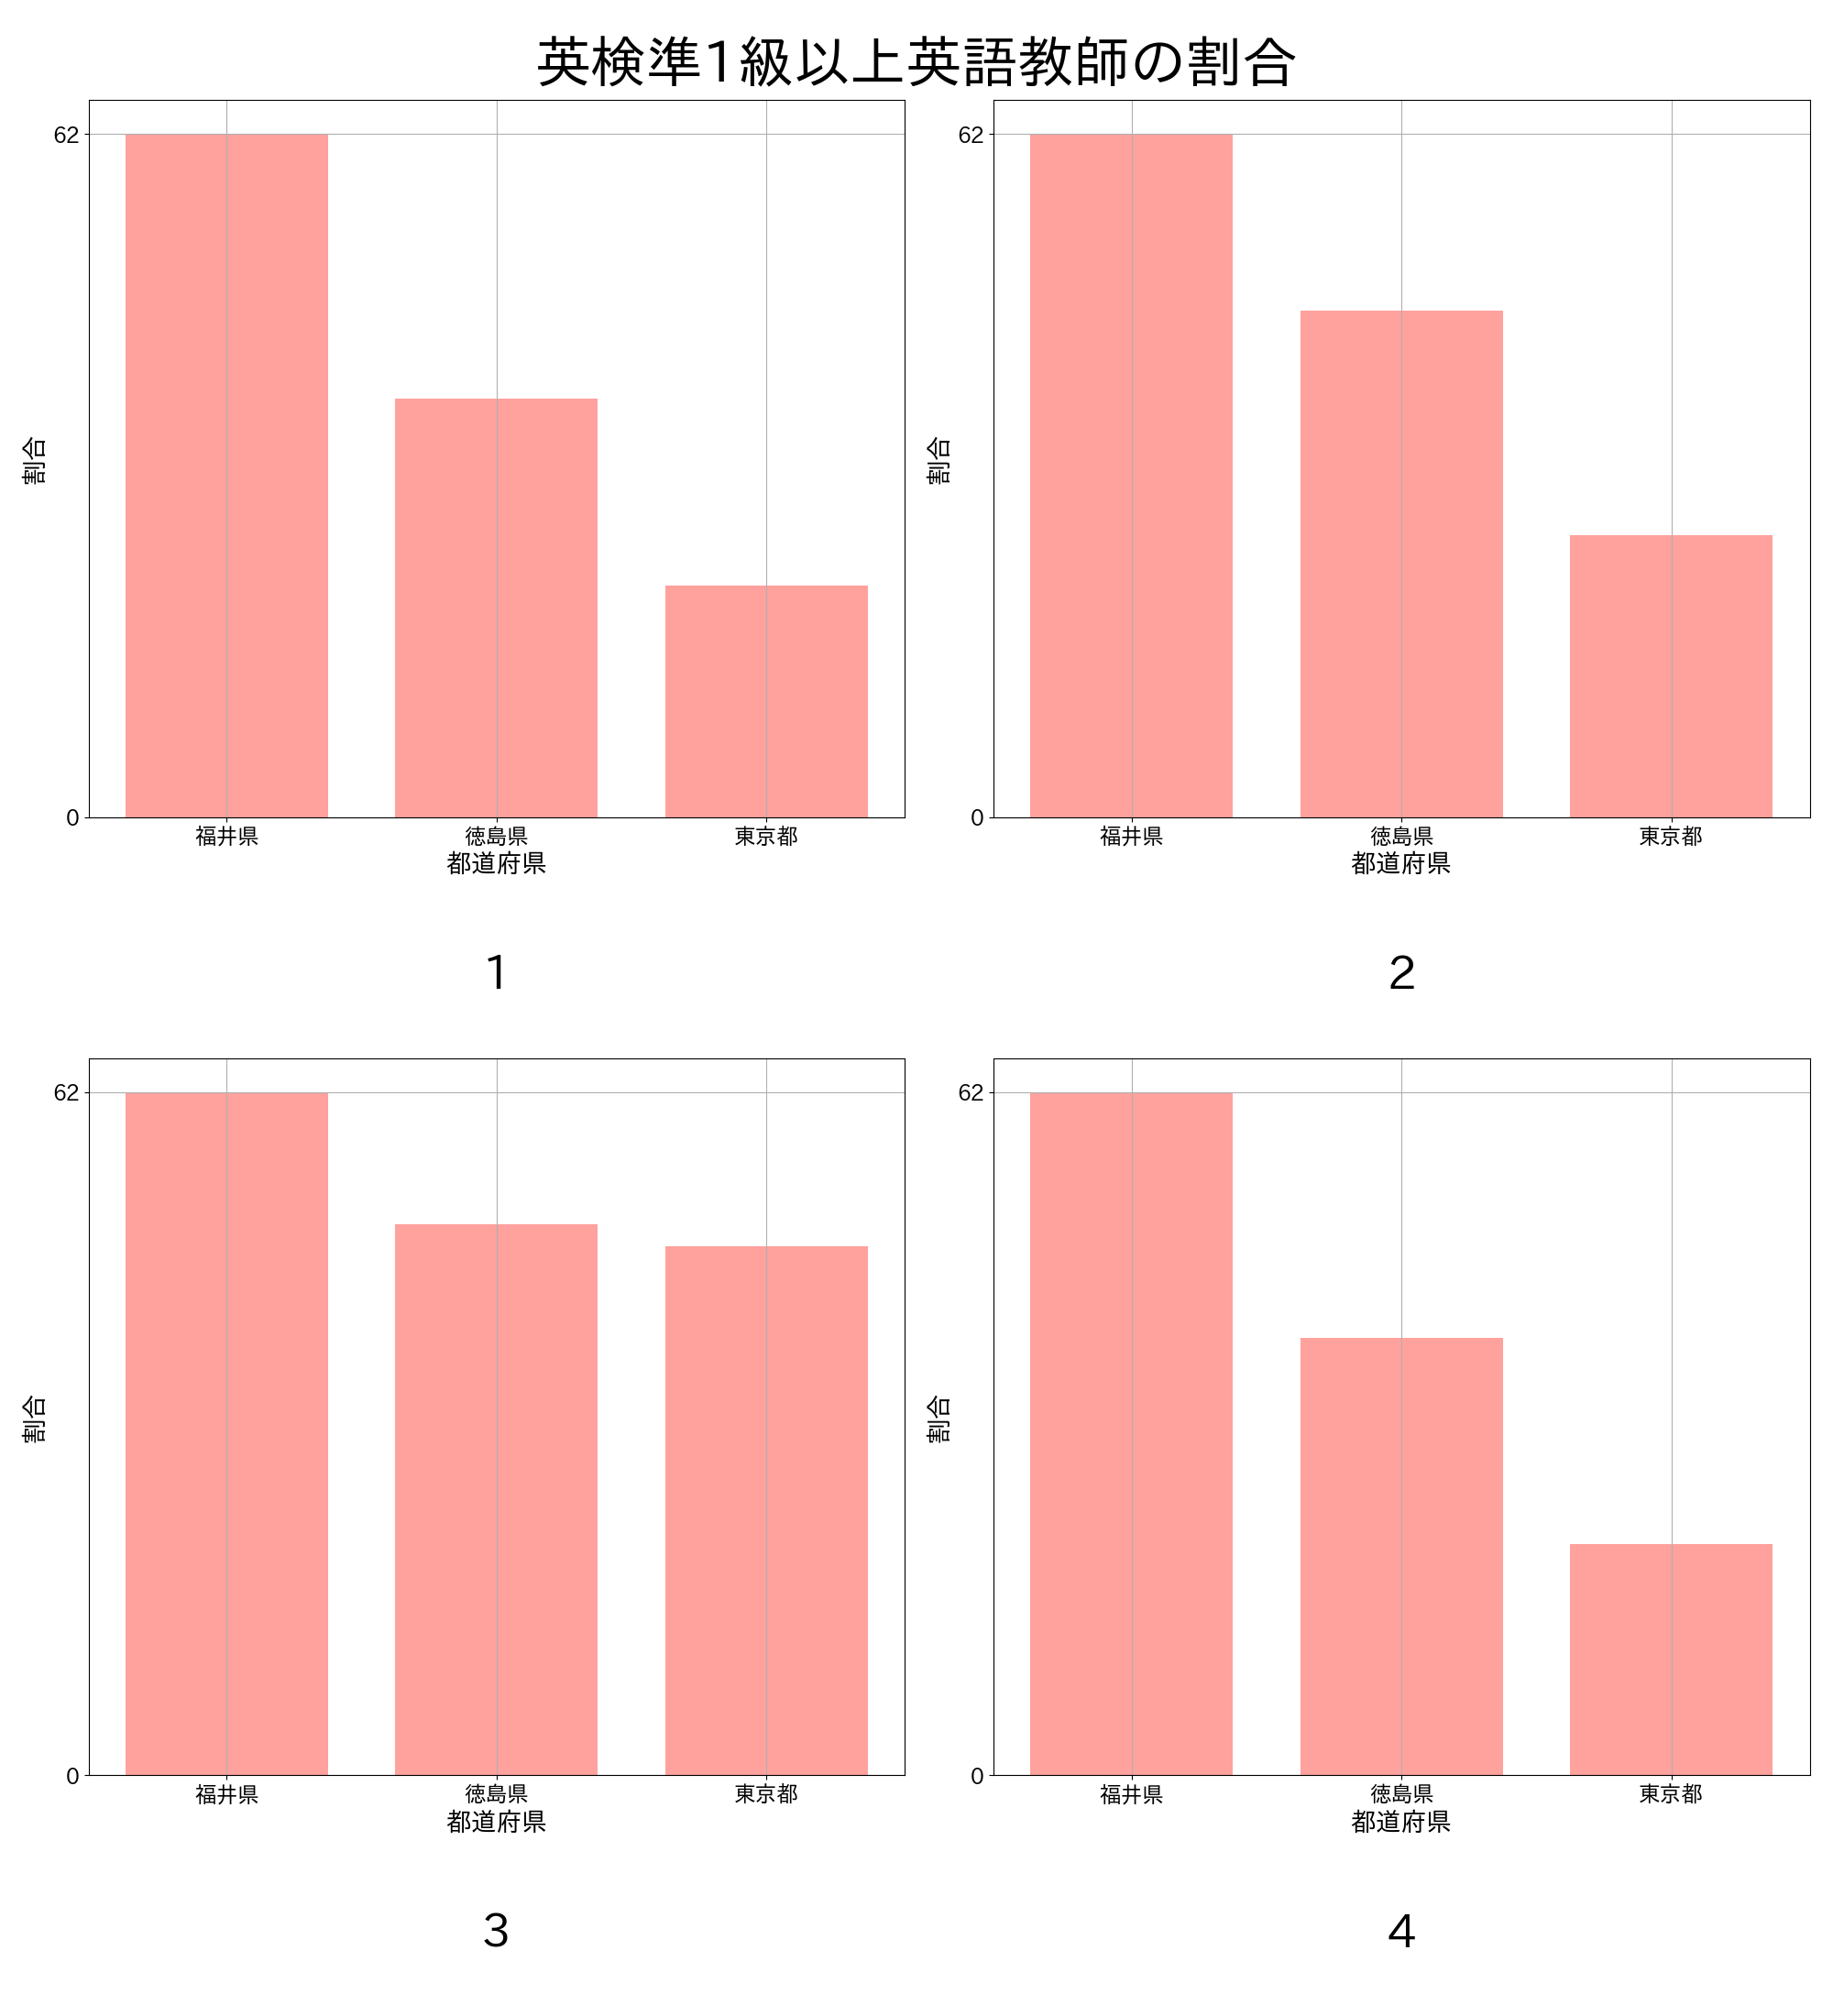 英検準1級以上英語教師の割合
62
0
割合
福井県 徳島県 東京都
都道府県
1
62
0
割合
福井県 徳島県 東京都
都道府県
2
62
0
割合
福井県 徳島県 東京都
都道府県
3
62
0
割合
福井県 徳島県 東京都
都道府県
4